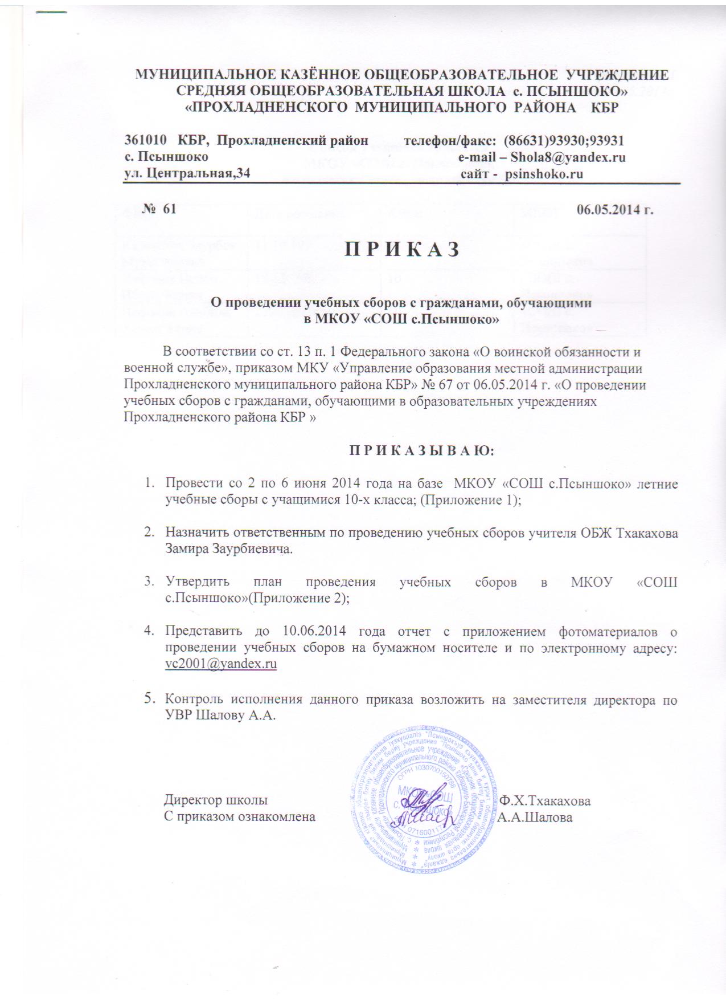 МУНИЦИПАЛЬНОЕ КАЗЁННОЕ ОБЩЕОБРАЗОВАТЕЛЬНОЕ УЧРЕЖДЕНИЕ
СРЕДНЯЯ ОБЩЕОБРАЗОВАТЕЛЬНАЯ ШКОЛА с. ПСЫНШОКО»
«ПРОХЛАДНЕНСКОГО МУНИЦИПАЛЬНОГО РАЙОНА КБР
361010 КБР, Прохладненский район телефон/факс: (86631)93930;93931
с. Псыншоко e-mail – Shola8@yandex.ru
ул. Центральная,34 сайт - psinshoko.ru
№ 61 06.05.2014 г.
П Р И К А З
О проведении учебных сборов с гражданами, обучающими
в МКОУ «СОШ с.Псыншоко»
В соответствии со ст. 13 п. 1 Федерального закона «О воинской обязанности и
военной службе», приказом МКУ «Управление образования местной администрации
Прохладненского муниципального района КБР» № 67 от 06.05.2014 г. «О проведении
учебных сборов с гражданами, обучающими в образовательных учреждениях
Прохладненского района КБР »
П Р И К А З Ы В А Ю:
1. Провести со 2 по 6 июня 2014 года на базе МКОУ «СОШ с.Псыншоко» летние
учебные сборы с учащимися 10-х класса; (Приложение 1);
2. Назначить ответственным по проведению учебных сборов учителя ОБЖ Тхакахова
Замира Заурбиевича.
3. Утвердить план проведения учебных сборов в МКОУ «СОШ
с.Псыншоко»(Приложение 2);
4. Представить до 10.06.2014 года отчет с приложением фотоматериалов о
проведении учебных сборов на бумажном носителе и по электронному адресу:
vc2001@yandex.ru
5. Контроль исполнения данного приказа возложить на заместителя директора по
УВР Шалову А.А.
ОГРН 1030700150788
МКОУ «СОШ
с. Псыншоко»
Директор школы Ф.Х.Тхакахова
С приказом ознакомлена А.А.Шалова